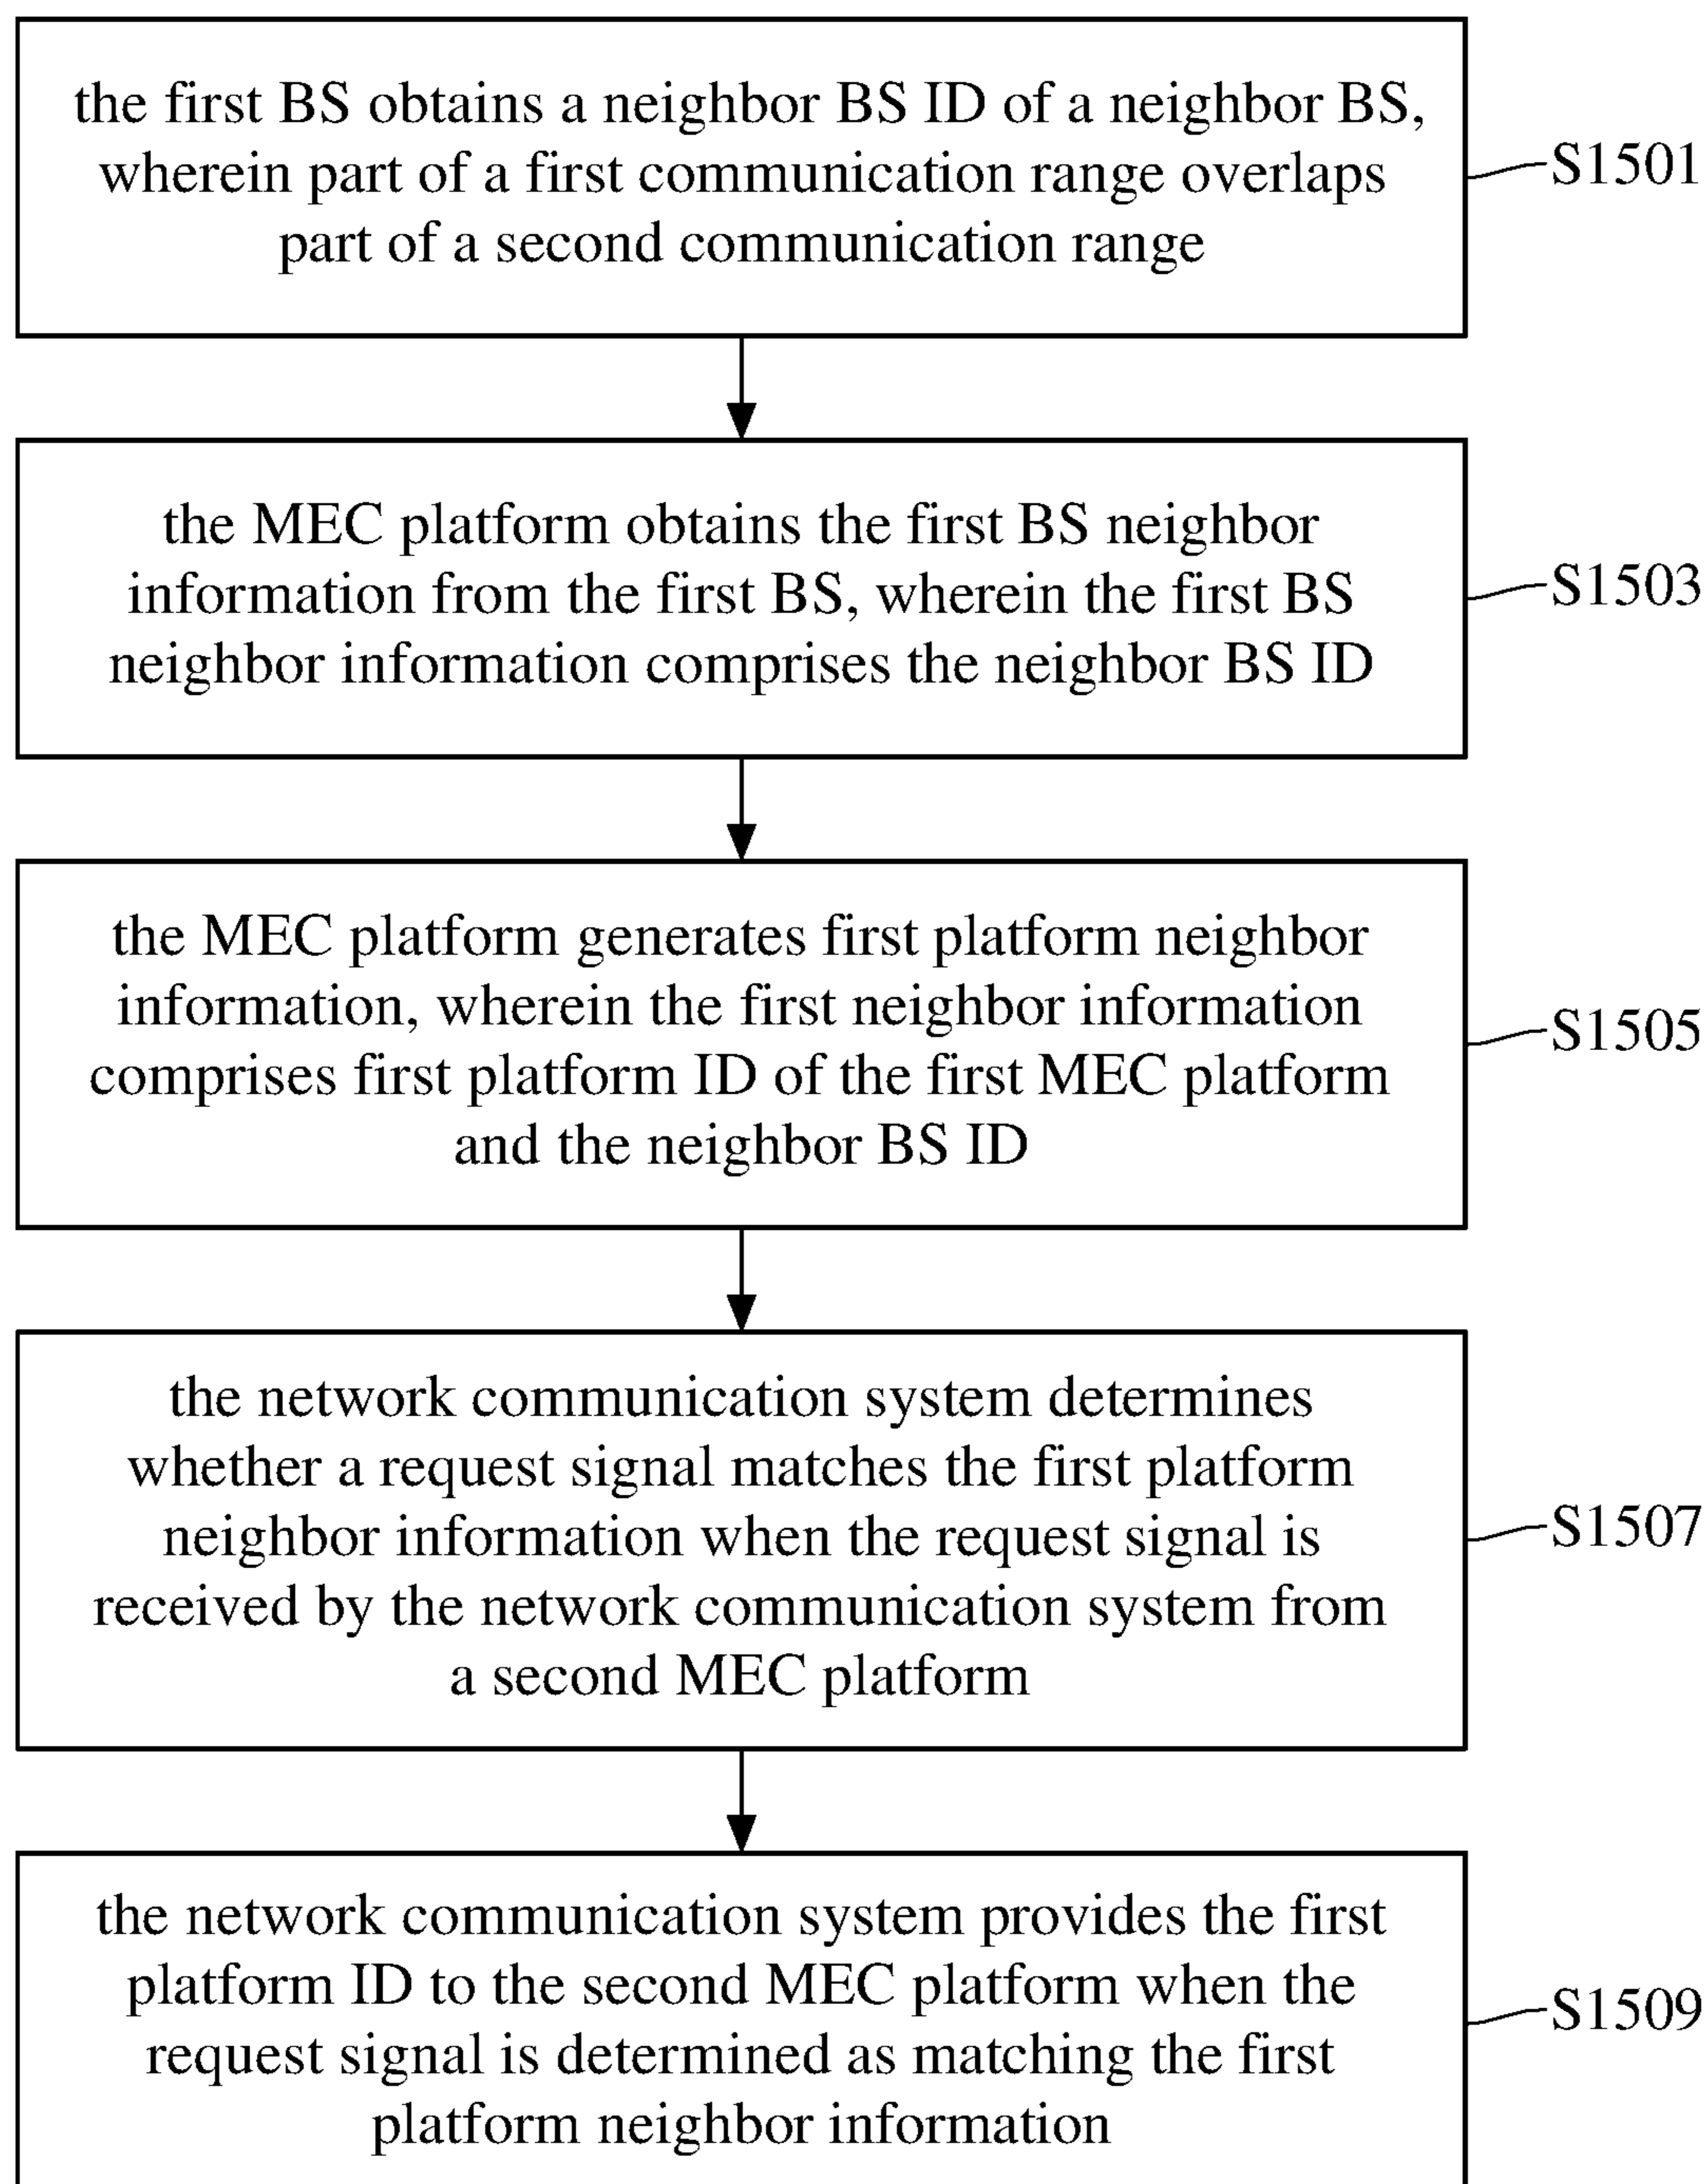 the first BS obtains a neighbor BS ID of a neighbor BS,
wherein part of a first communication range overlaps
part of a second communication range
S1501
the MEC platform obtains the first BS neighbor
information from the first BS, wherein the first BS
neighbor information comprises the neighbor BS ID
S1503
the MEC platform generates first platform neighbor
information, wherein the first neighbor information
comprises first platform ID of the first MEC platform
and the neighbor BS ID
S1505
the network communication system determines
whether a request signal matches the first platform
neighbor information when the request signal is
received by the network communication system from
a second MEC platform
S1507
the network communication system provides the first
platform ID to the second MEC platform when the
request signal is determined as matching the first
platform neighbor information
S1509